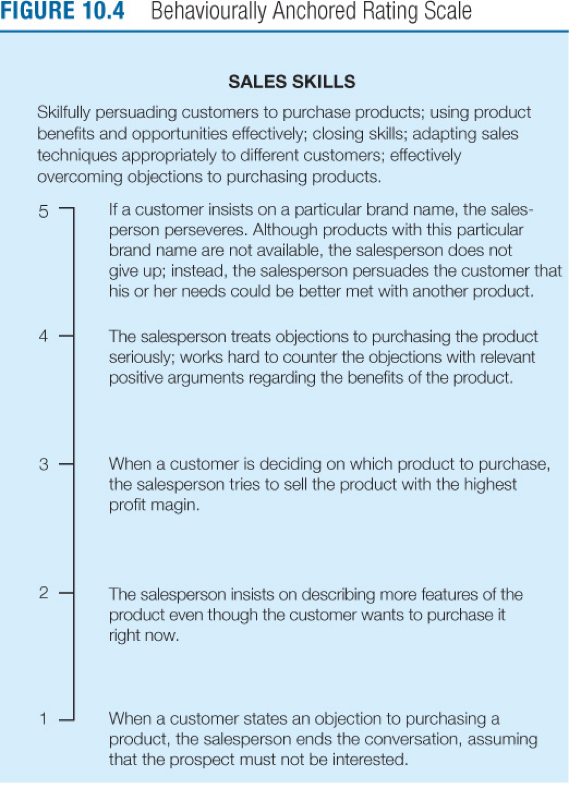 FIGURE 10.4 Behaviourally Anchored Rating Scale
SALES SKILLS
Skilfully persuading customers to purchase products; using product
benefits and opportunities effectively; closing skills; adapting sales
techniques appropriately to different customers; effectively
overcoming objections to purchasing products.
5 If a customer insists on a particular brand name, the sales-
person perseveres. Although products with this particular
brand name are not available, the salesperson does not
give up; instead, the salesperson persuades the customer that
his or her needs could be better met with another product.
4 The salesperson treats objections to purchasing the product
seriously; works hard to counter the objections with relevant
positive arguments regarding the benefits of the product.
3 When a customer is deciding on which product to purchase,
the salesperson tries to sell the product with the highest
profit magin.
2 The salesperson insists on describing more features of the
product even though the customer wants to purchase it
right now.
1 When a customer states an objection to purchasing a
product, the salesperson ends the conversation, assuming
that the prospect must not be interested.